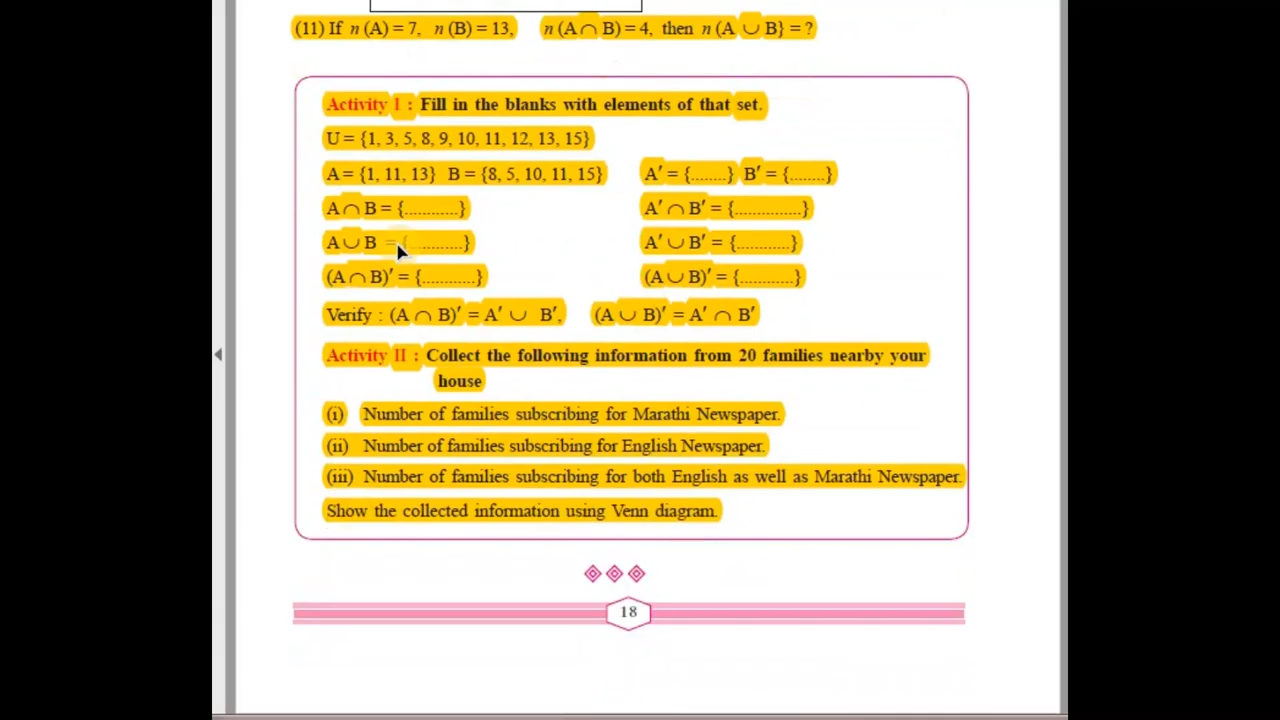 (11) If n (A) = 7, n (B) = 13, n (A ∩ B) = 4, then n (A ∪ B} = ?
Activity I : Fill in the blanks with elements of that set.
U = {1, 3, 5, 8, 9, 10, 11, 12, 13, 15}
A = {1, 11, 13} B = {8, 5, 10, 11, 15} A′ = {.......} B′ = {.......}
A ∩ B = {............} A′ ∩ B′ = {..............}
A ∪ B = {............} A′ ∪ B′ = {............}
(A ∩ B)′ = {............} (A ∪ B)′ = {............}
Verify : (A ∩ B)′ = A′ ∪ B′, (A ∪ B)′ = A′ ∩ B′
Activity II : Collect the following information from 20 families nearby your
house
(i) Number of families subscribing for Marathi Newspaper.
(ii) Number of families subscribing for English Newspaper.
(iii) Number of families subscribing for both English as well as Marathi Newspaper.
Show the collected information using Venn diagram.
18